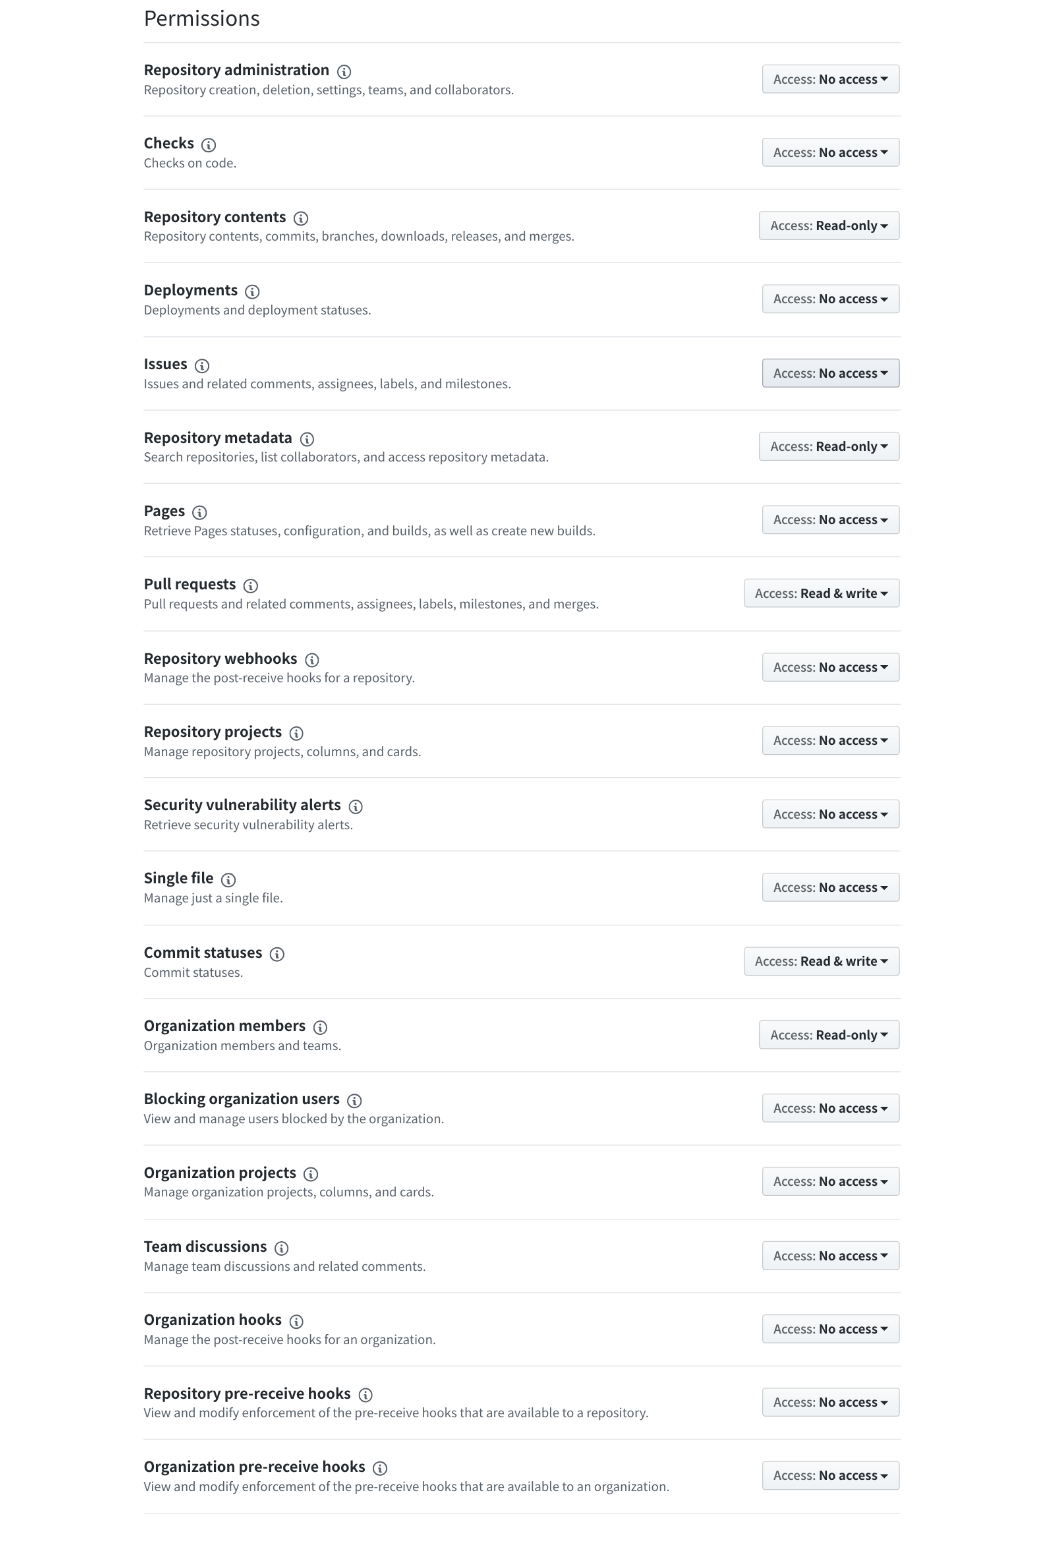 Permissions
Repository administration
Access: No access
Repository creation, deletion, settings, teams, and collaborators.
Checks
Access: No access
Checks on code.
Repository contents
Access: Read-only
Repository contents, commits, branches, downloads, releases, and merges.
Deployments
Access: No access
Deployments and deployment statuses.
Issues
Access: No access
Issues and related comments, assignees, labels, and milestones.
Repository metadata
Access: Read-only
Search repositories, list collaborators, and access repository metadata.
Pages
Access: No access
Retrieve Pages statuses, configuration, and builds, as well as create new builds.
Pull requests
Access: Read & write
Pull requests and related comments, assignees, labels, milestones, and merges.
Repository webhooks
Access: No access
Manage the post-receive hooks for a repository.
Repository projects
Access: No access
Manage repository projects, columns, and cards.
Security vulnerability alerts
Access: No access
Retrieve security vulnerability alerts.
Single file
Access: No access
Manage just a single file.
Commit statuses
Access: Read & write
Commit statuses.
Organization members
Access: Read-only
Organization members and teams.
Blocking organization users
Access: No access
View and manage users blocked by the organization.
Organization projects
Access: No access
Manage organization projects, columns, and cards.
Team discussions
Access: No access
Manage team discussions and related comments.
Organization hooks
Access: No access
Manage the post-receive hooks for an organization.
Repository pre-receive hooks
Access: No access
View and modify enforcement of the pre-receive hooks that are available to a repository.
Organization pre-receive hooks
Access: No access
View and modify enforcement of the pre-receive hooks that are available to an organization.